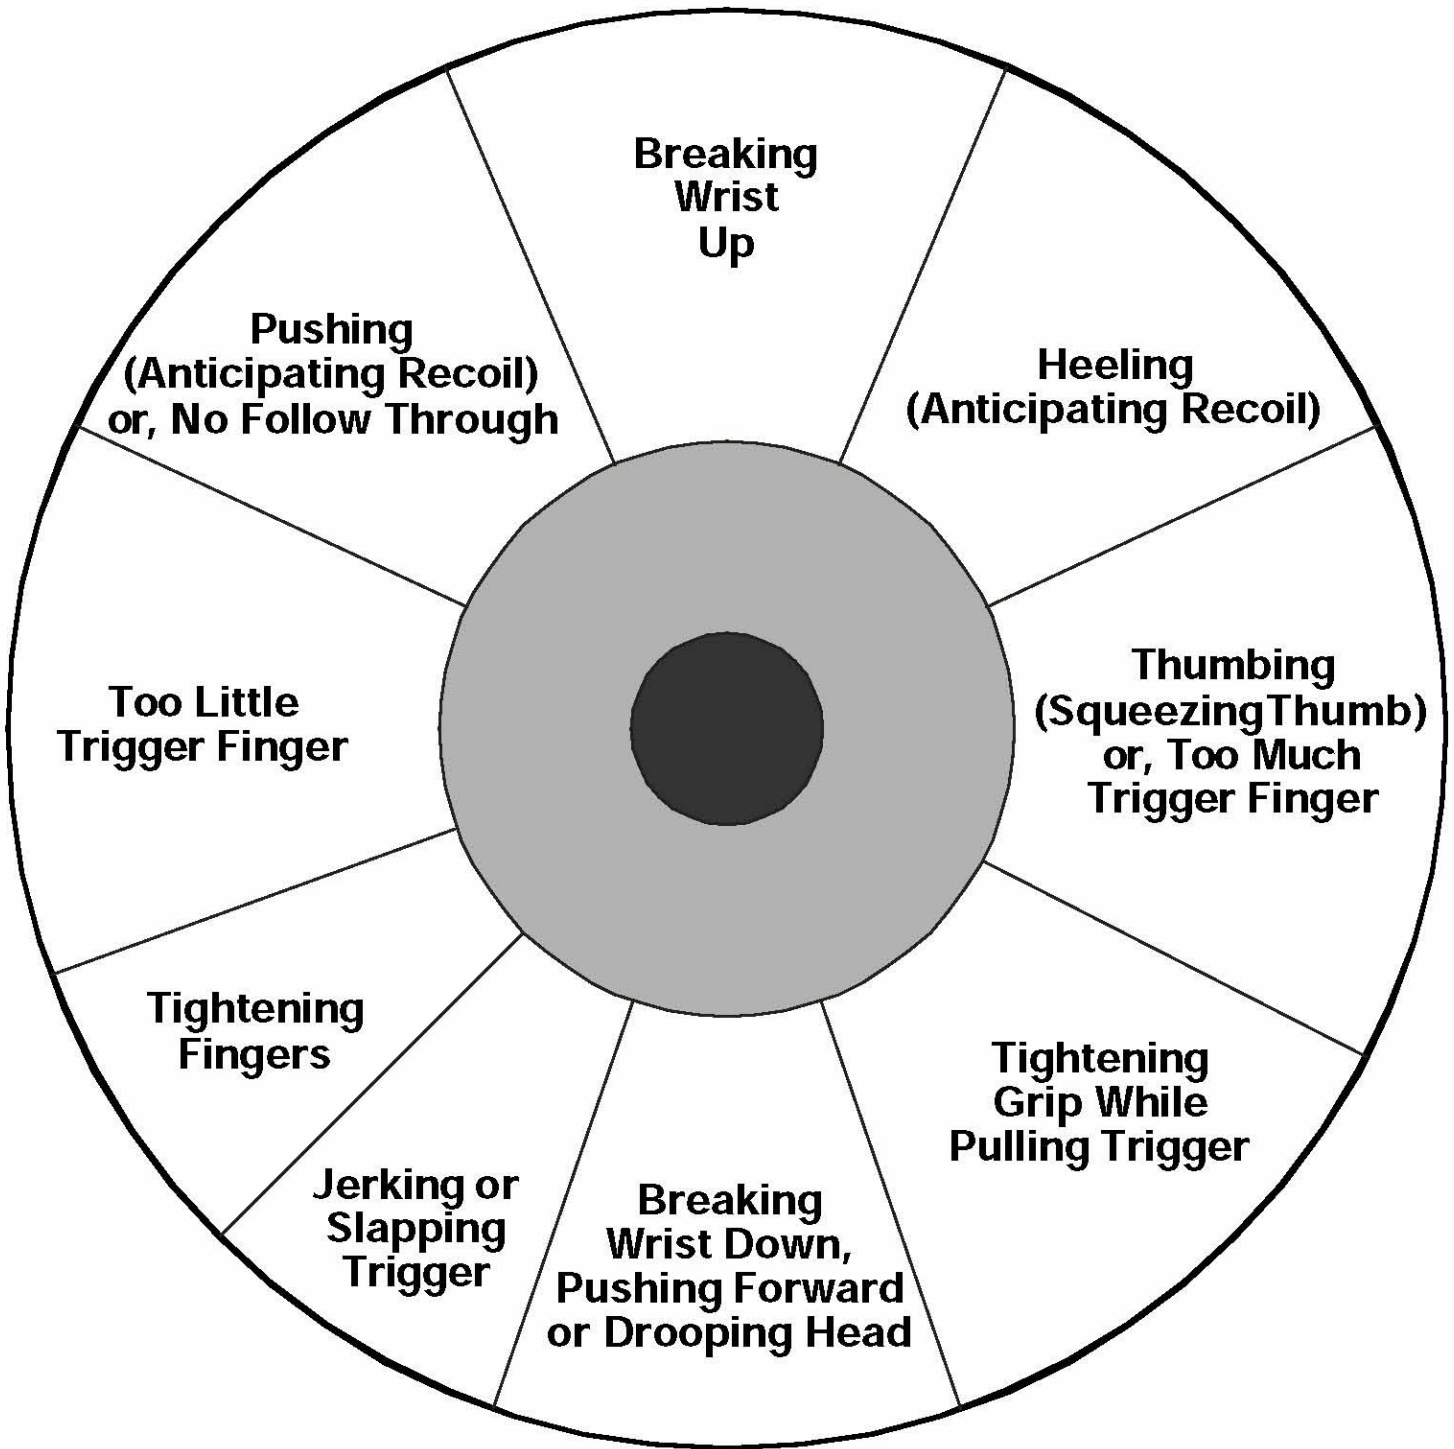 Breaking
Wrist
Up
Pushing
(Anticipating Recoil)
or, No Follow Through
Heeling
(Anticipating Recoil)
Too Little
Trigger Finger
Thumbing
(Squeezing Thumb)
or, Too Much
Trigger Finger
Tightening
Fingers
Tightening
Grip While
Pulling Trigger
Jerking or
Slapping
Trigger
Breaking
Wrist Down,
Pushing Forward
or Drooping Head